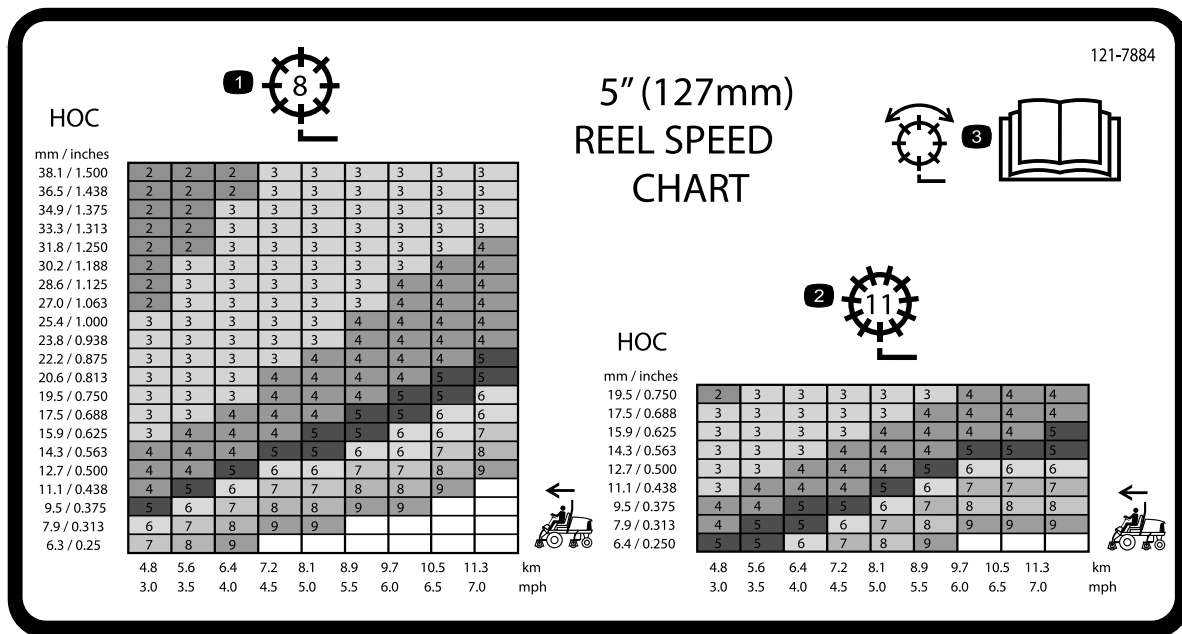 121-7884
5″ (127mm)
REEL SPEED
CHART
1
8
HOC
mm / inches
38.1 / 1.500 2 2 2 3 3 3 3 3 3
36.5 / 1.438 2 2 2 3 3 3 3 3 3
34.9 / 1.375 2 2 3 3 3 3 3 3 3
33.3 / 1.313 2 2 3 3 3 3 3 3 3
31.8 / 1.250 2 2 3 3 3 3 3 3 4
30.2 / 1.188 2 3 3 3 3 3 3 4 4
28.6 / 1.125 2 3 3 3 3 3 4 4 4
27.0 / 1.063 2 3 3 3 3 3 4 4 4
25.4 / 1.000 3 3 3 3 3 4 4 4 4
23.8 / 0.938 3 3 3 3 3 4 4 4 4
22.2 / 0.875 3 3 3 3 4 4 4 4 5
20.6 / 0.813 3 3 3 4 4 4 4 5 5
19.5 / 0.750 3 3 3 4 4 4 5 5 6
17.5 / 0.688 3 3 4 4 4 5 5 6 6
15.9 / 0.625 3 4 4 4 5 5 6 6 7
14.3 / 0.563 4 4 4 5 5 6 6 7 8
12.7 / 0.500 4 4 5 6 6 7 7 8 9
11.1 / 0.438 4 5 6 7 7 8 8 9
9.5 / 0.375 5 6 7 8 8 9 9
7.9 / 0.313 6 7 8 9 9
6.3 / 0.25 7 8 9
4.8 5.6 6.4 7.2 8.1 8.9 9.7 10.5 11.3 km
3.0 3.5 4.0 4.5 5.0 5.5 6.0 6.5 7.0 mph
3
2
11
HOC
mm / inches
19.5 / 0.750 2 3 3 3 3 3 4 4 4
17.5 / 0.688 3 3 3 3 3 4 4 4 4
15.9 / 0.625 3 3 3 3 4 4 4 4 5
14.3 / 0.563 3 3 3 4 4 4 5 5 5
12.7 / 0.500 3 3 4 4 4 5 6 6 6
11.1 / 0.438 3 4 4 4 5 6 7 7 7
9.5 / 0.375 4 4 5 5 6 7 8 8 8
7.9 / 0.313 4 5 5 6 7 8 9 9 9
6.4 / 0.250 5 5 6 7 8 9
4.8 5.6 6.4 7.2 8.1 8.9 9.7 10.5 11.3 km
3.0 3.5 4.0 4.5 5.0 5.5 6.0 6.5 7.0 mph